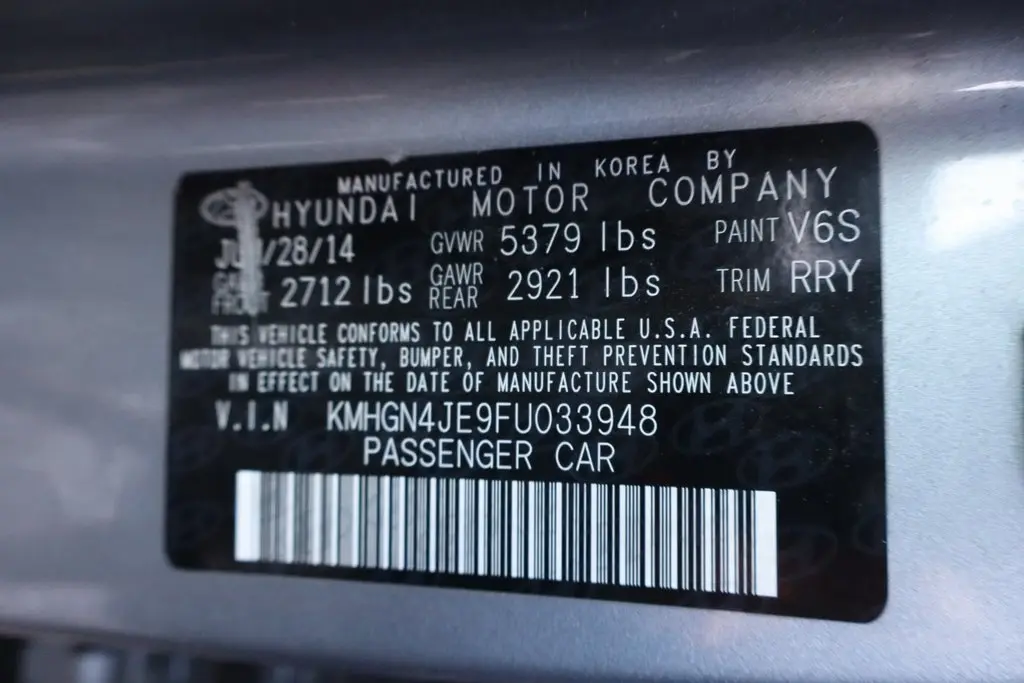 MANUFACTURED IN KOREA BY
HYUNDAI MOTOR COMPANY
/28/14 GVWR 5379 lbs PAINT V6S
FRONT 2712 lbs GAWR REAR 2921 lbs TRIM RRY
THIS VEHICLE CONFORMS TO ALL APPLICABLE U.S.A. FEDERAL
MOTOR VEHICLE SAFETY, BUMPER, AND THEFT PREVENTION STANDARDS
IN EFFECT ON THE DATE OF MANUFACTURE SHOWN ABOVE
V.I.N KMHGN4JE9FU033948
PASSENGER CAR